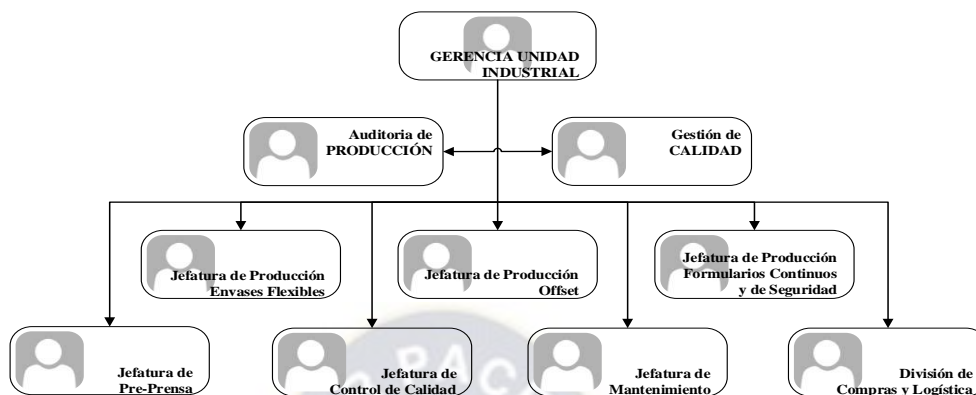 GERENCIA UNIDAD
INDUSTRIAL
Auditoria de
PRODUCCIÓN
Gestión de
CALIDAD
Jefatura de Producción
Envases Flexibles
Jefatura de Producción
Offset
Jefatura de Producción
Formularios Continuos
y de Seguridad
Jefatura de
Pre-Prensa
Jefatura de
Control de Calidad
Jefatura de
Mantenimiento
División de
Compras y Logística